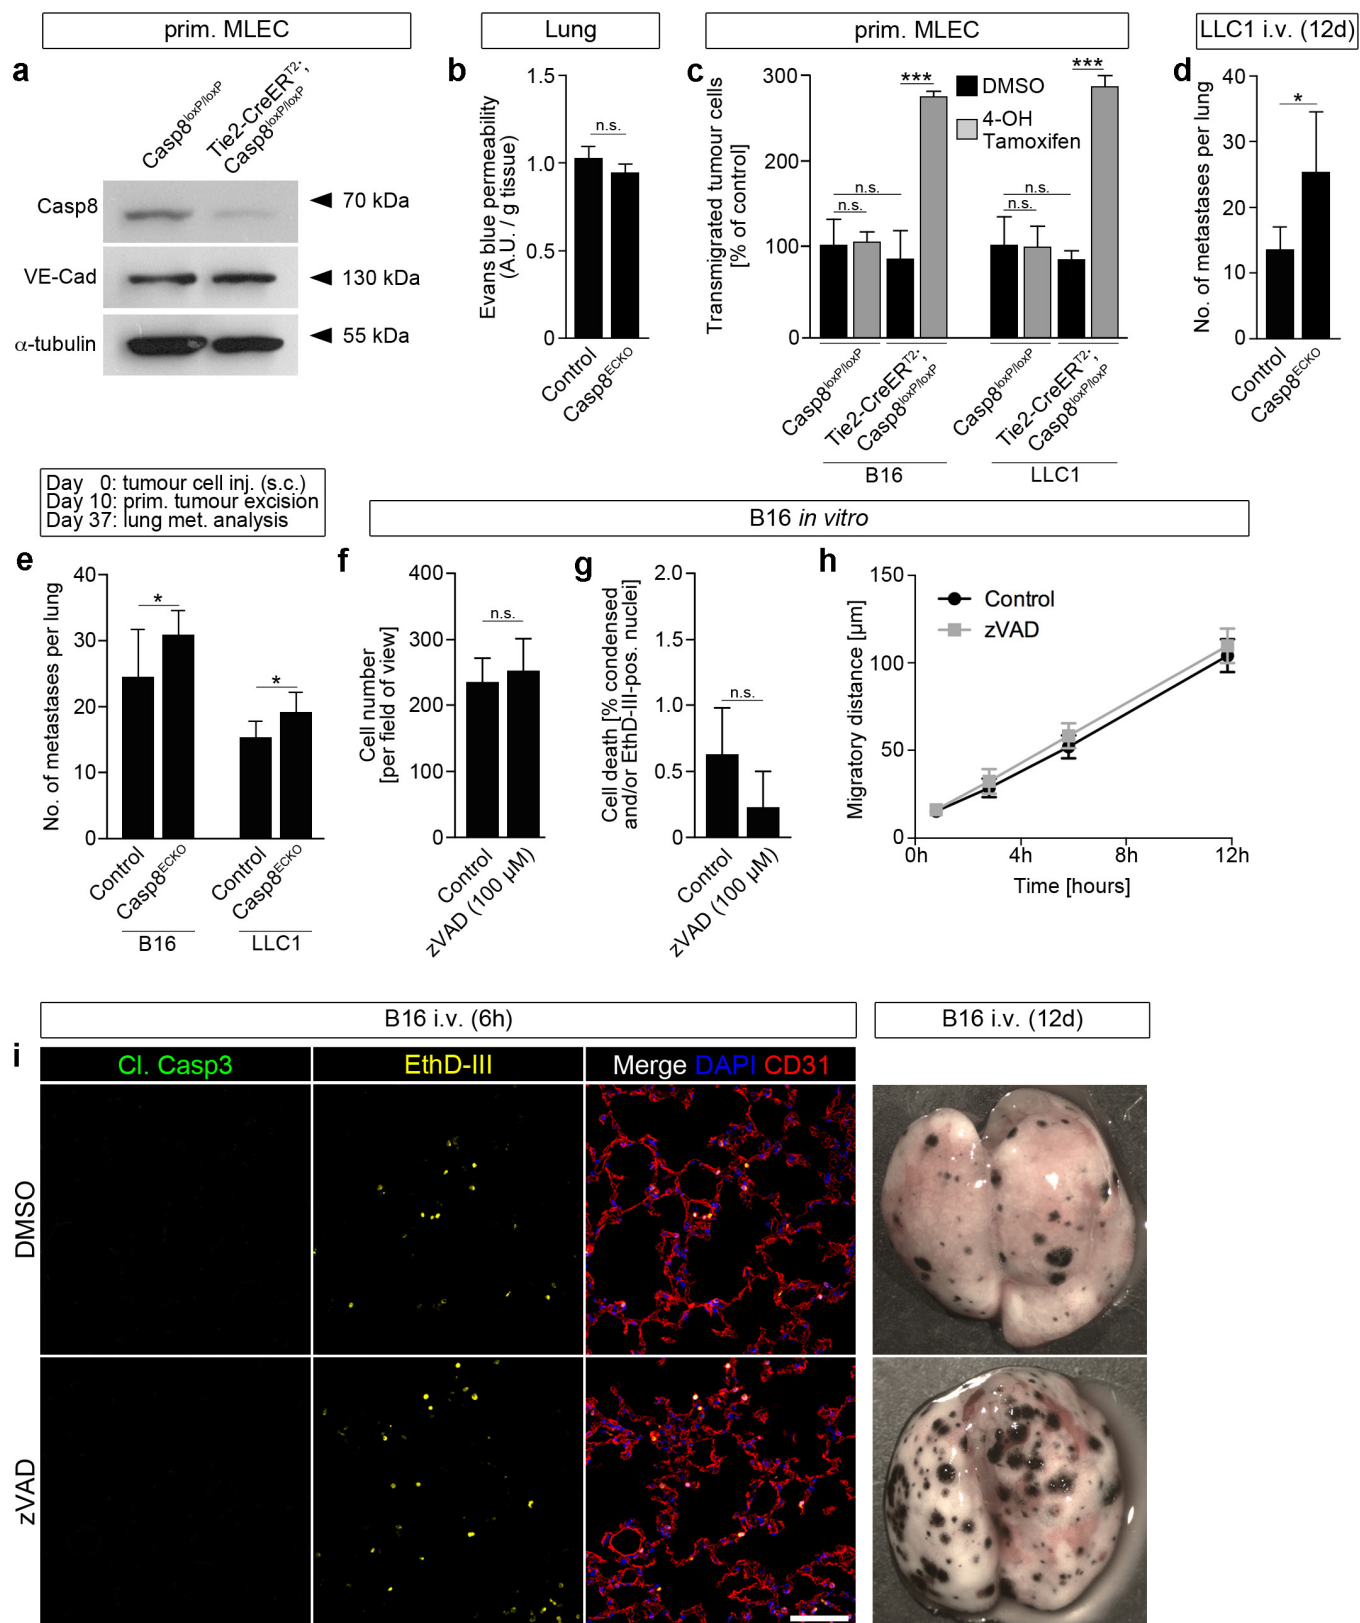 prim. MLEC
Lung
prim. MLEC
LLC1 i.v. (12d)
a
Casp8loxP/loxP
Tie2-CreERT2+;
Casp8loxP/loxP
Casp8
70 kDa
VE-Cad
130 kDa
α-tubulin
55 kDa
b
Evans blue permeability
(A.U. / g tissue)
1.5
1.0
0.5
0
n.s.
Control
Casp8ECKO
c
Transmigrated tumour cells
[% of control]
300
200
100
0
n.s.
n.s.
***
n.s.
n.s.
***
DMSO
4-OH
Tamoxifen
Casp8loxP/loxP
Tie2-CreERT2+;
Casp8loxP/loxP
Casp8loxP/loxP
Tie2-CreERT2+;
Casp8loxP/loxP
B16
LLC1
d
No. of metastases per lung
40
30
20
10
0
*
Control
Casp8ECKO
Day 0: tumour cell inj. (s.c.)
Day 10: prim. tumour excision
Day 37: lung met. analysis
B16 in vitro
e
No. of metastases per lung
40
30
20
10
0
*
*
Control
Casp8ECKO
Control
Casp8ECKO
B16
LLC1
f
Cell number
[per field of view]
400
300
200
100
0
n.s.
Control
zVAD (100 µM)
g
Cell death [% condensed
and/or EthD-III-pos. nuclei]
2.0
1.5
1.0
0.5
0
n.s.
Control
zVAD (100 µM)
h
Migratory distance [µm]
150
100
50
0
Control
zVAD
0h
4h
8h
12h
Time [hours]
B16 i.v. (6h)
B16 i.v. (12d)
i
Cl. Casp3
EthD-III
Merge DAPI CD31
DMSO
zVAD